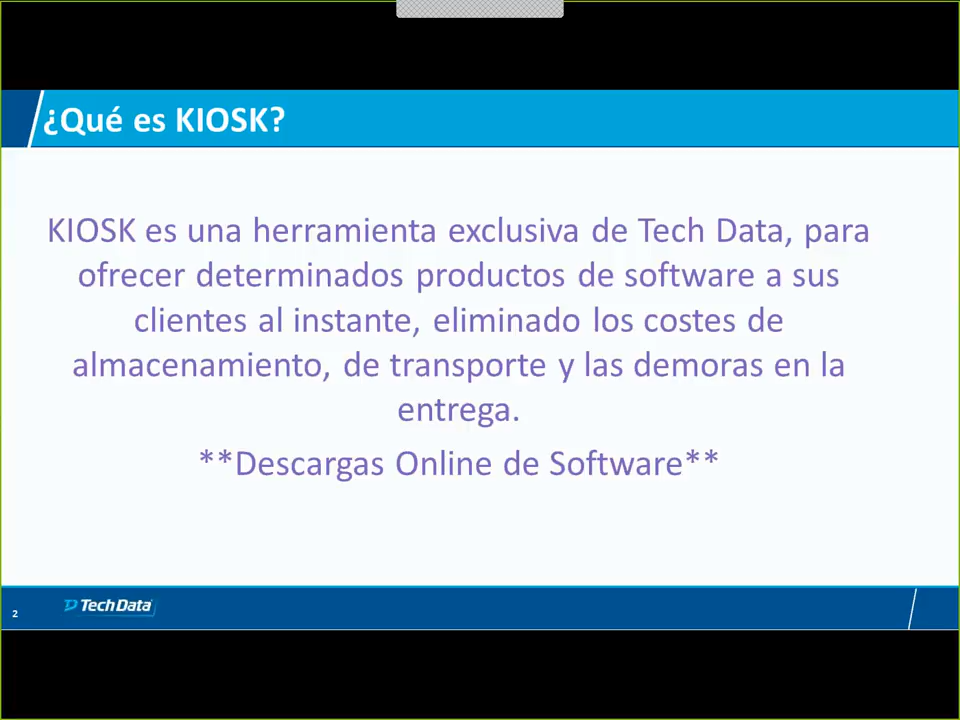 ¿Qué es KIOSK?
KIOSK es una herramienta exclusiva de Tech Data, para
ofrecer determinados productos de software a sus
clientes al instante, eliminado los costes de
almacenamiento, de transporte y las demoras en la
entrega.
**Descargas Online de Software**
2
Tech Data